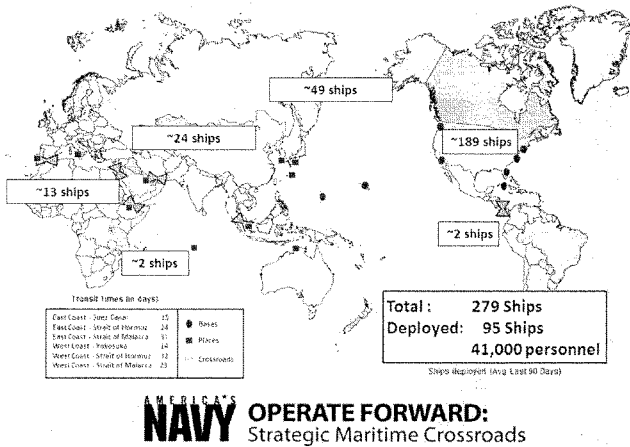 ~49 ships
~24 ships
~189 ships
~13 ships
~2 ships
~2 ships
Transit Times (in days)
East Coast - Suez Canal 15
East Coast - Strait of Hormuz 24
East Coast - Strait of Malacca
West Coast - Yokosuka
West Coast - Strait of Hormuz
West Coast - Strait of Malacca 23
Bases
Places
Crossroads
Total : 279 Ships
Deployed: 95 Ships
41,000 personnel
Ships deployed (Avg Last 90 Days)
AMERICA'S
NAVY
OPERATE FORWARD:
Strategic Maritime Crossroads